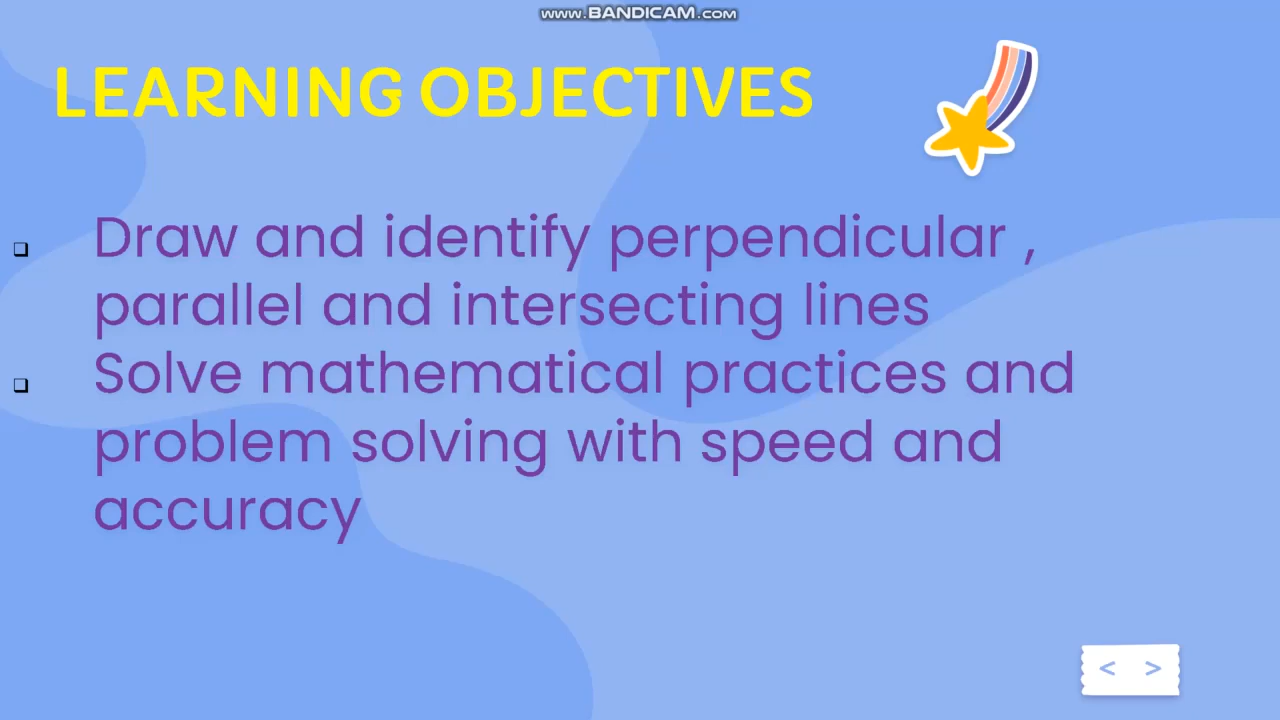 www.BANDICAM.com
LEARNING OBJECTIVES
❑ Draw and identify perpendicular ,
parallel and intersecting lines
❑ Solve mathematical practices and
problem solving with speed and
accuracy
< >